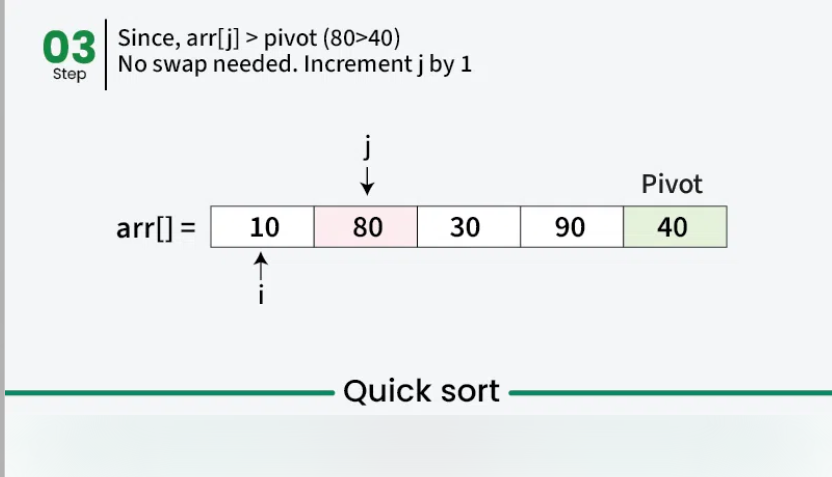 03
Step
Since, arr[j] > pivot (80>40)
No swap needed. Increment j by 1
j
Pivot
arr[] = 10 80 30 90 40
i
Quick sort